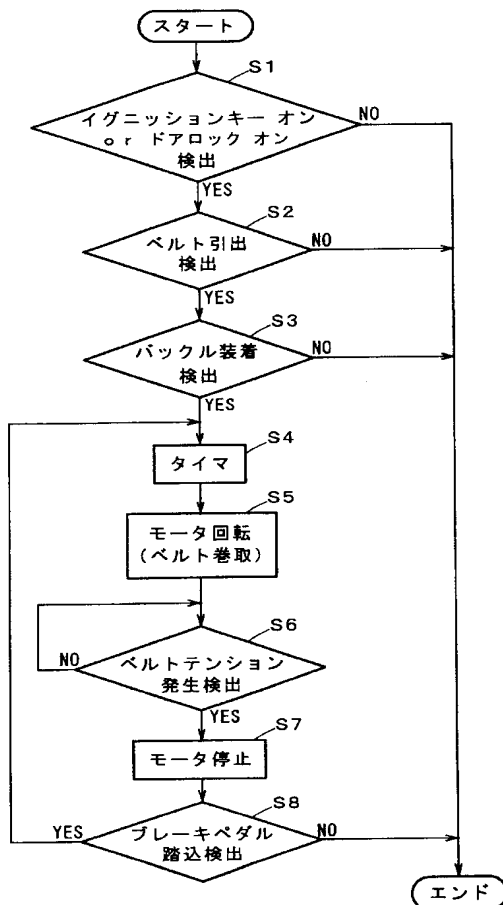 スタート
S1
イグニッションキー オン
or ドアロック オン
検出
NO
YES
S2
ベルト引出
検出
NO
YES
S3
バックル装着
検出
NO
YES
S4
タイマ
S5
モータ回転
(ベルト巻取)
S6
ベルトテンション
発生検出
NO
YES
S7
モータ停止
S8
ブレーキペダル
踏込検出
YES
NO
エンド